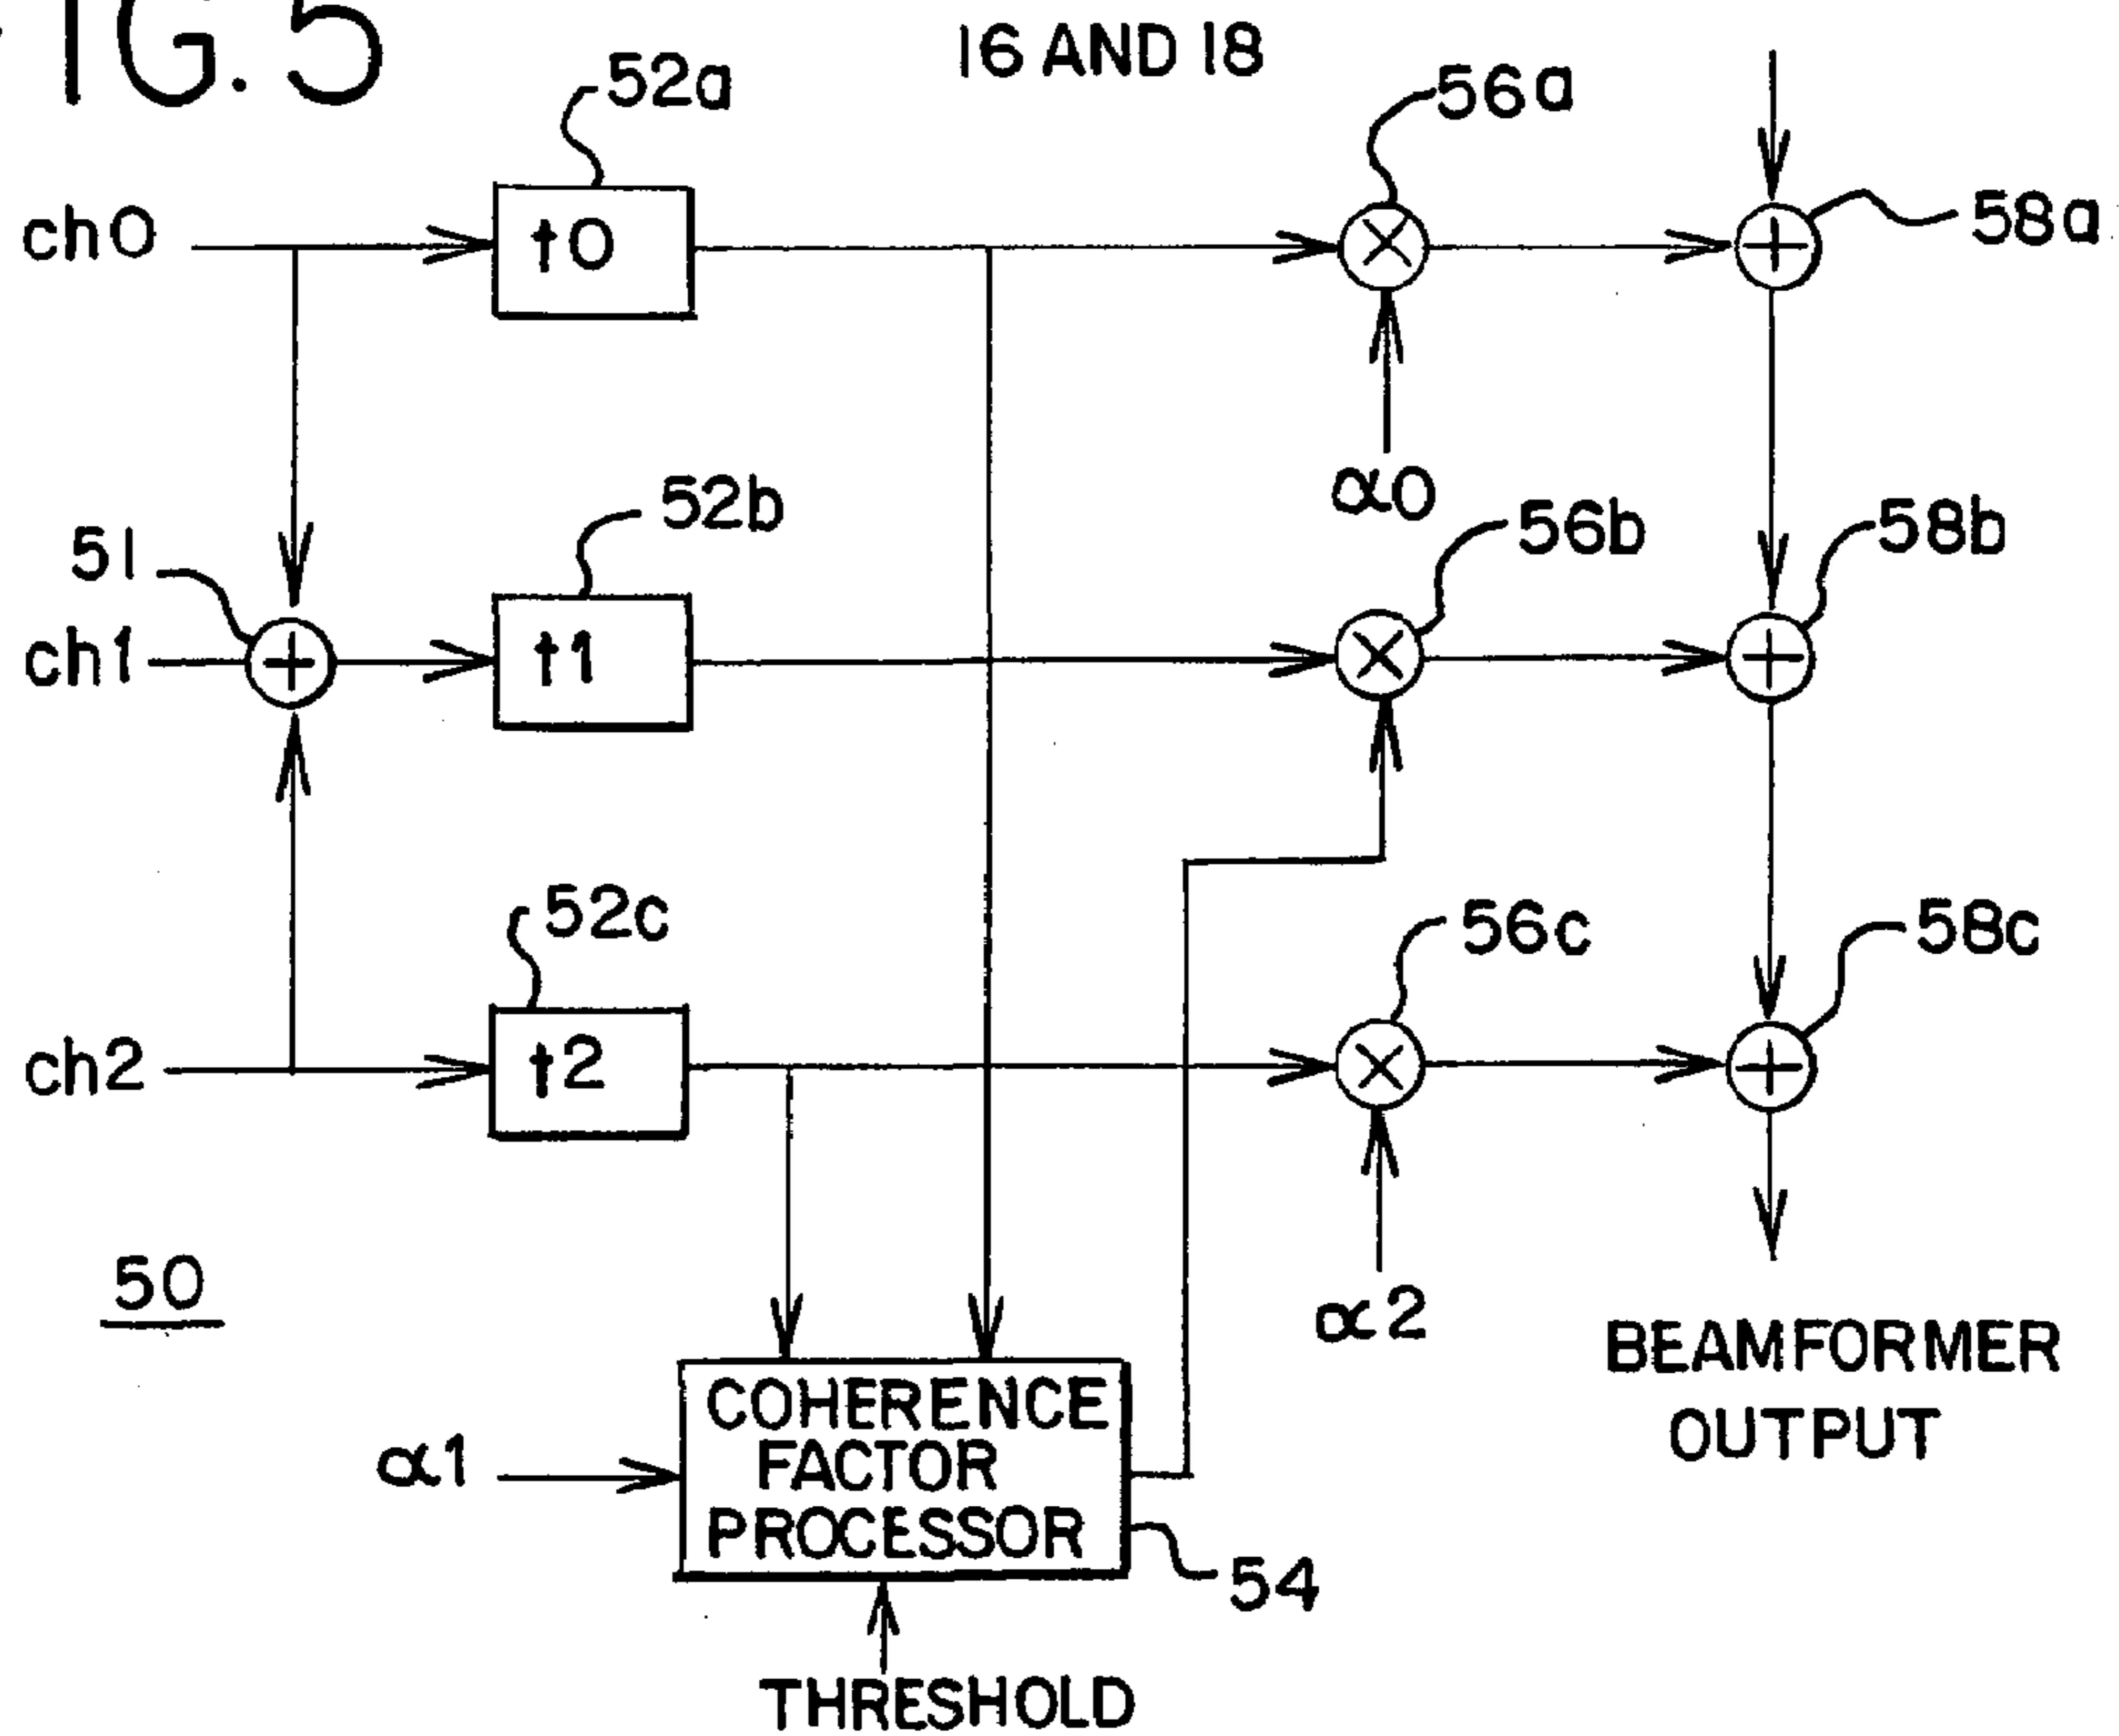 FIG. 5
16 AND 18
52a
56a
ch0
t0
58a
α0
52b
56b
58b
51
ch1
t1
52c
56c
58c
ch2
t2
50
α2
BEAMFORMER
OUTPUT
COHERENCE
FACTOR
PROCESSOR
α1
54
THRESHOLD